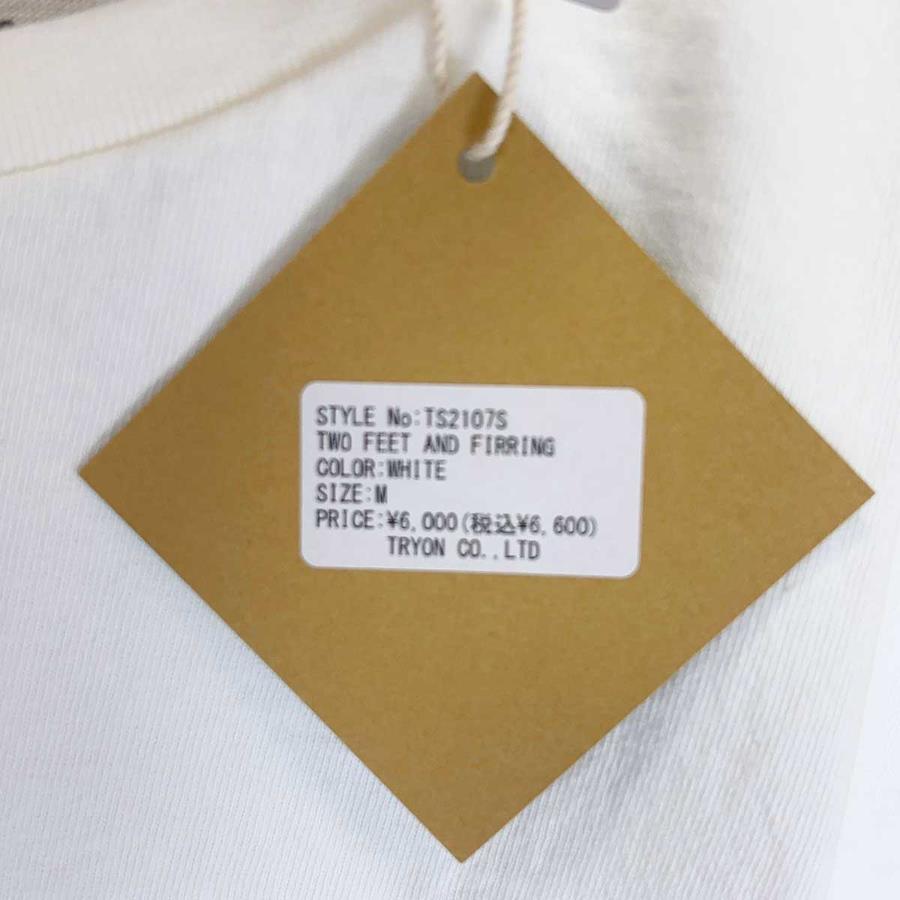 STYLE No:TS2107S
TWO FEET AND FIRRING
COLOR:WHITE
SIZE:M
PRICE:¥6,000(税込¥6,600)
TRYON CO.,LTD